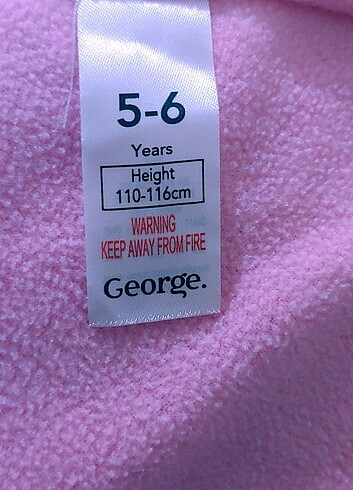 5-6
Years
Height
110-116cm
WARNING
KEEP AWAY FROM FIRE
George.